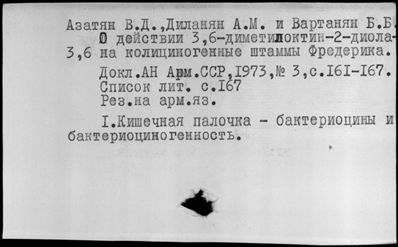 Азатян В.Д.,Диланян А.М. и Вартанян Б.Б.
О действии 3,6-диметилоктин-2-диола-
3,6 на колициногенные штаммы Фредерика.
Докл.АН Арм.ССР,1973,№ 3,с.161-167.
Список лит. с.167
Рез.на арм.яз.
I.Кишечная палочка - бактериоцины и
бактериоциногенность.